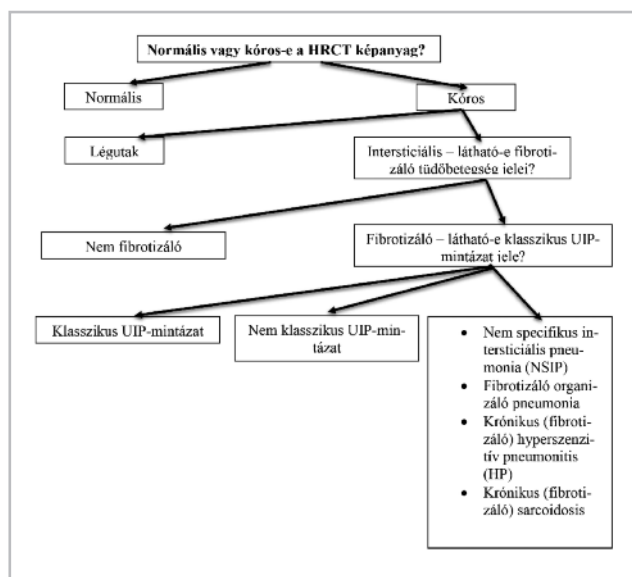 Normális vagy kóros-e a HRCT képanyag?
Normális
Kóros
Légutak
Intersticiális – látható-e fibroti-
záló tüdőbetegség jelei?
Nem fibrotizáló
Fibrotizáló – látható-e klasszikus UIP-
mintázat jele?
Klasszikus UIP-mintázat
Nem klasszikus UIP-min-
tázat
• Nem specifikus in-
tersticiális pneu-
monia (NSIP)
• Fibrotizáló organi-
záló pneumonia
• Krónikus (fibroti-
záló) hyperszenzi-
tív pneumonitis
(HP)
• Krónikus (fibroti-
záló) sarcoidosis